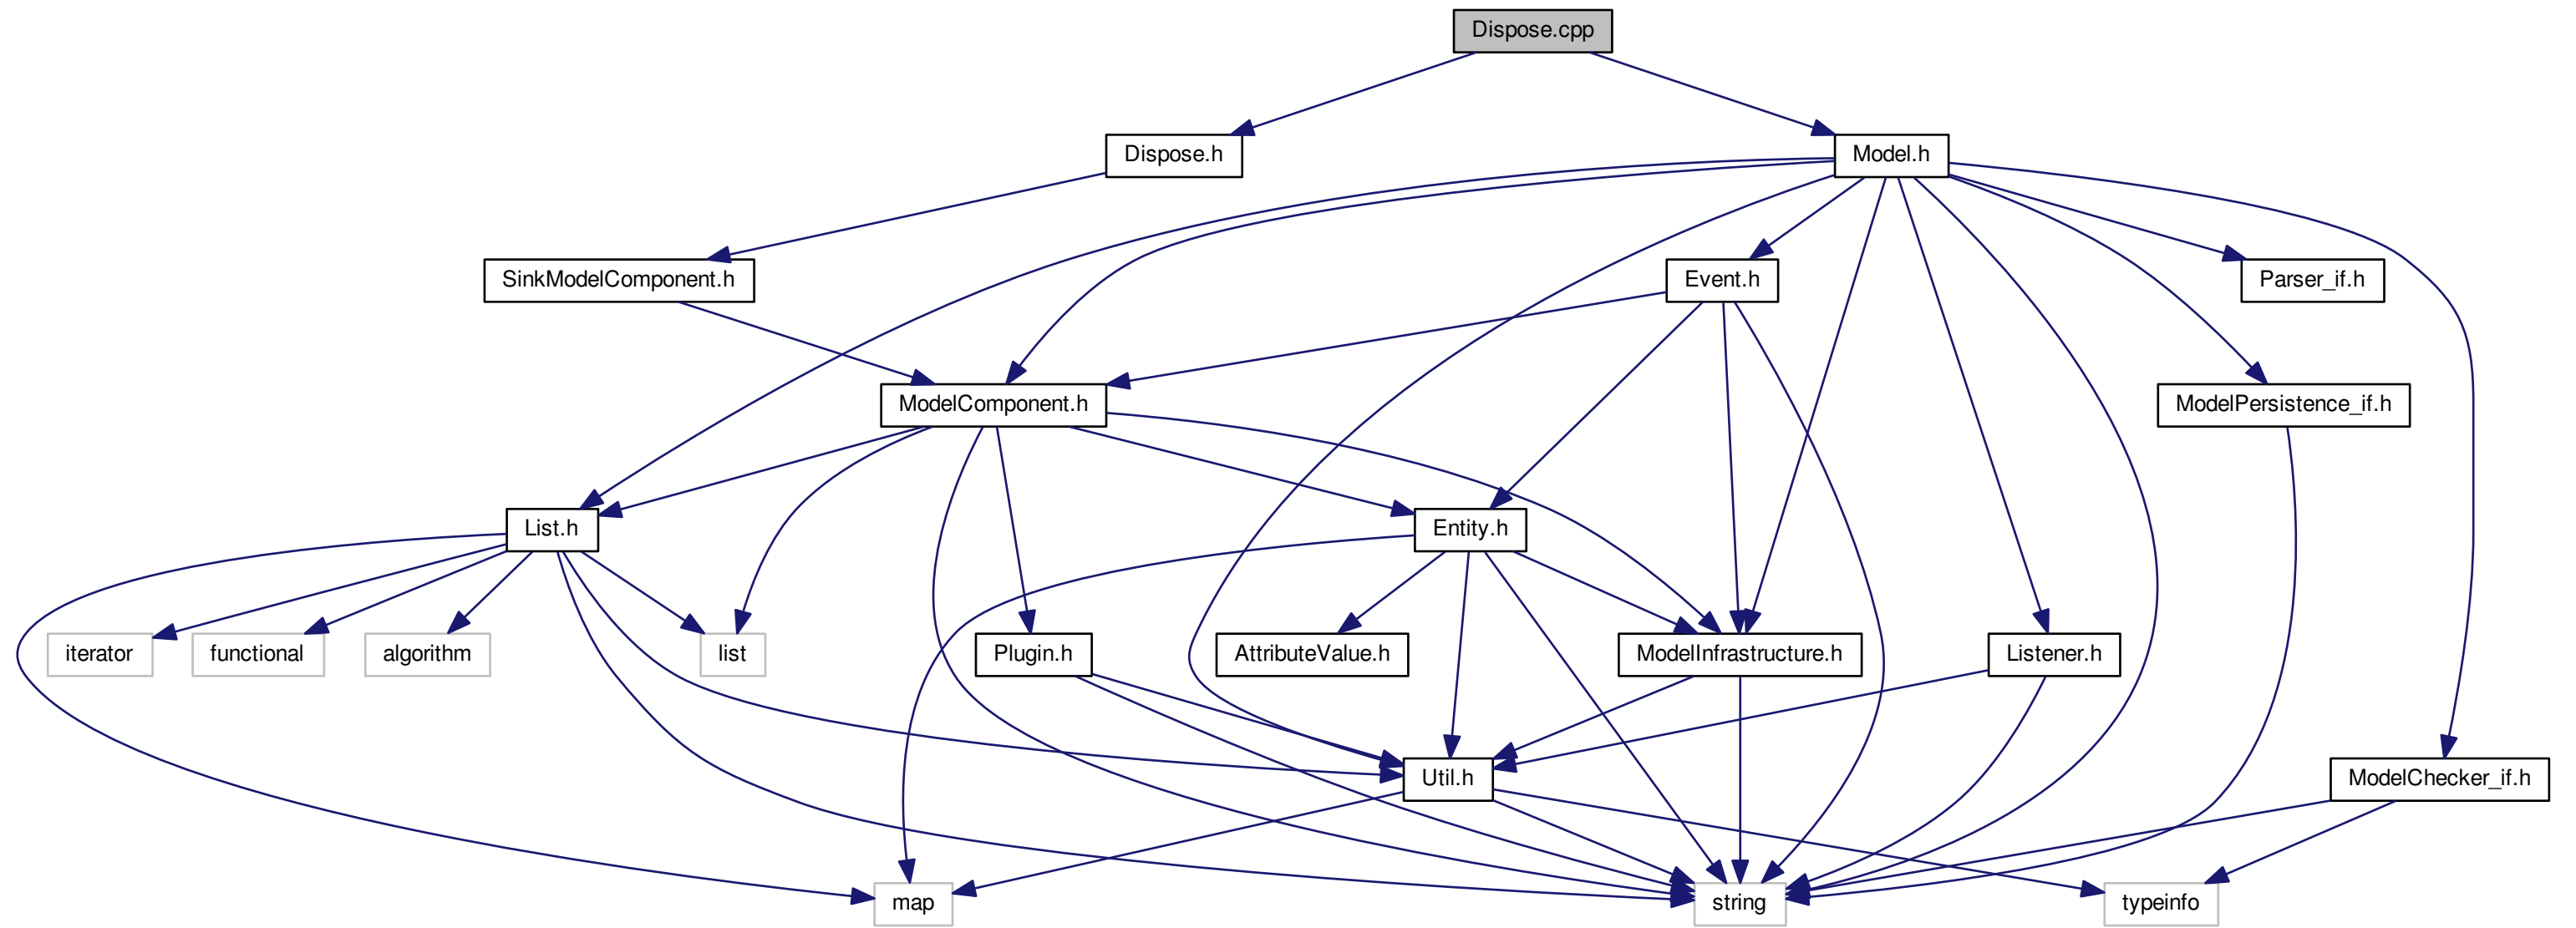 Dispose.cpp
Dispose.h
Model.h
SinkModelComponent.h
Event.h
Parser_if.h
ModelComponent.h
ModelPersistence_if.h
List.h
Entity.h
iterator
functional
algorithm
list
Plugin.h
AttributeValue.h
ModelInfrastructure.h
Listener.h
Util.h
ModelChecker_if.h
map
string
typeinfo